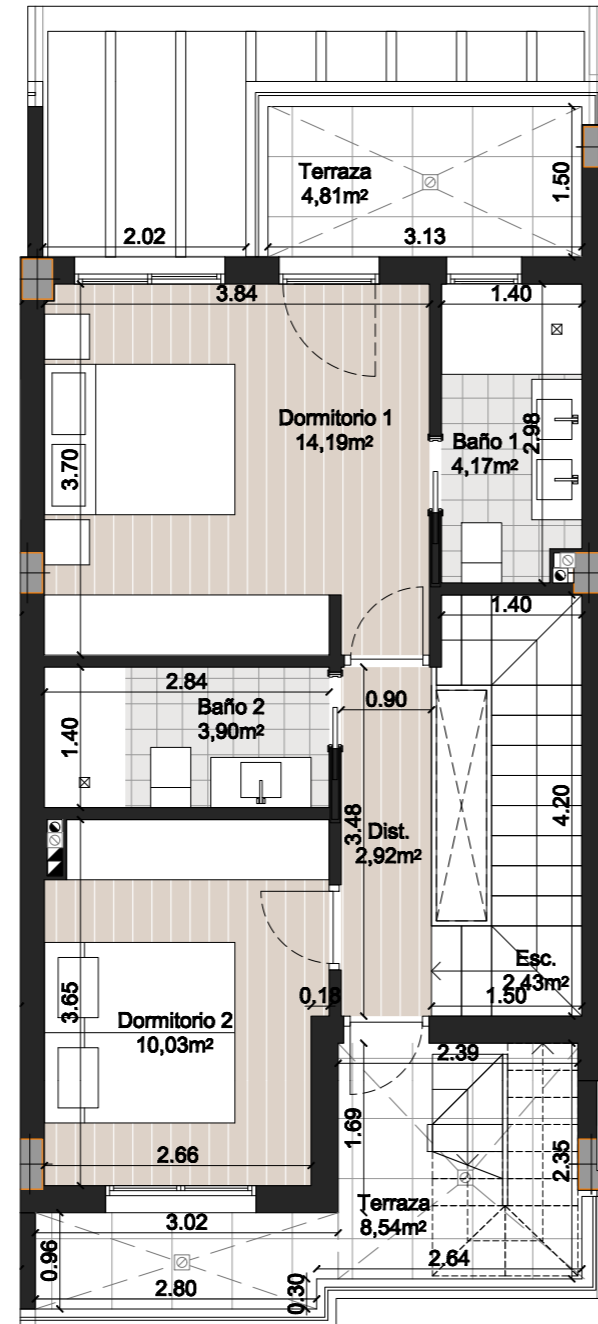 Terraza
4,81m²
1.50
2.02
3.13
3.84
1.40
Dormitorio 1
14,19m²
3.70
Baño 1
4,17m²
2.98
1.40
2.84
Baño 2
3,90m²
1.40
0.90
3.48
Dist.
2,92m²
4.20
Esc.
2.43m²
1.50
3.65
0.18
Dormitorio 2
10,03m²
2.66
2.39
1.69
2.35
Terraza
8,54m²
3.02
0.96
2.80
0.30
2.64